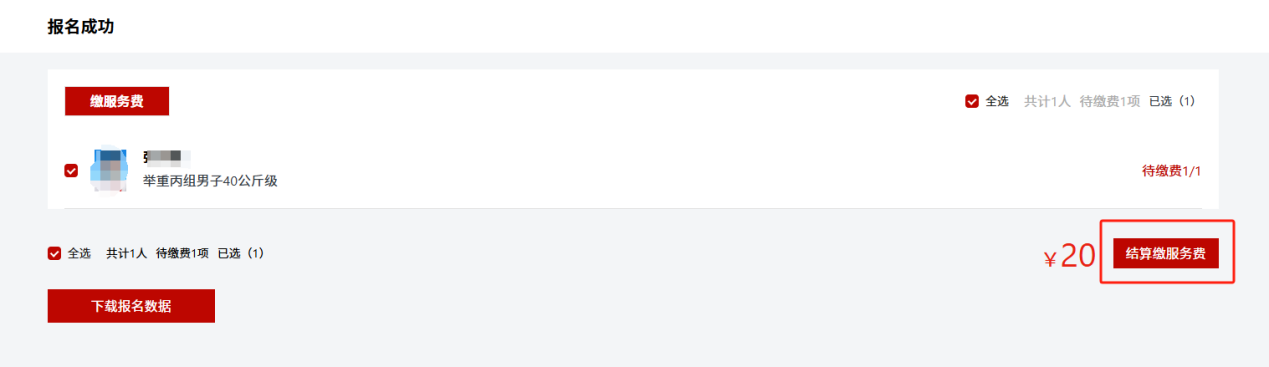 报名成功
缴服务费
全选 共计1人 待缴费1项 已选（1）
举重丙组男子40公斤级
待缴费1/1
全选 共计1人 待缴费1项 已选（1）
￥20
结算缴服务费
下载报名数据